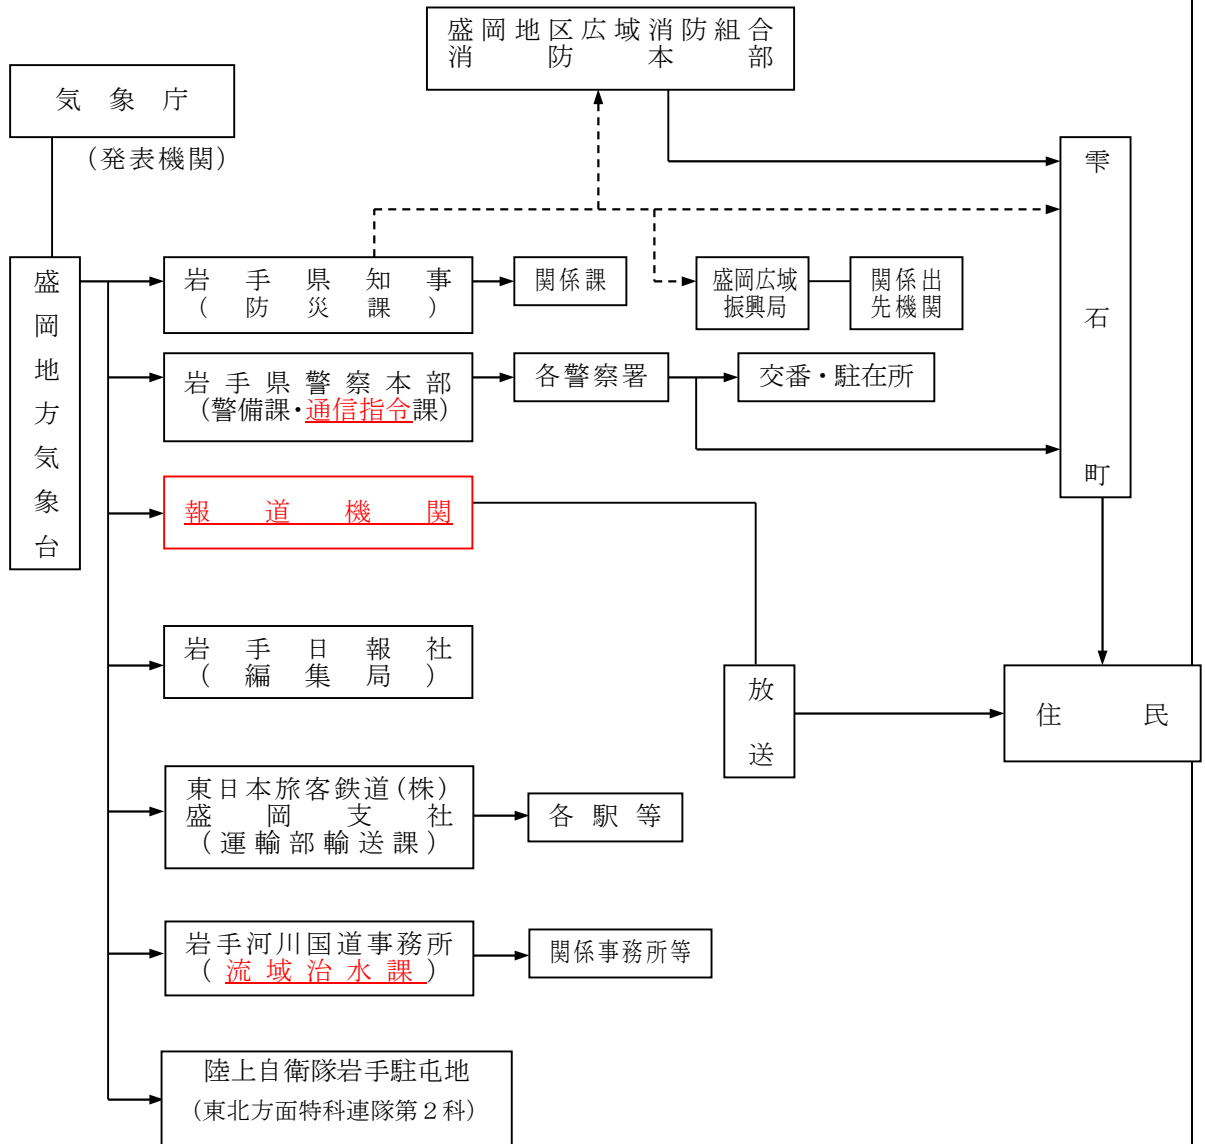 盛岡地区広域消防組合
消防本部
気象庁
（発表機関）
雫石町
盛岡地方気象台
岩手県知事
（防災課）
関係課
盛岡広域
振興局
関係出
先機関
岩手県警察本部
（警備課・通信指令課）
各警察署
交番・駐在所
報道機関
岩手日報社
（編集局）
放送
住民
東日本旅客鉄道（株）
盛岡支社
（運輸部輸送課）
各駅等
岩手河川国道事務所
（流域治水課）
関係事務所等
陸上自衛隊岩手駐屯地
（東北方面特科連隊第２科）